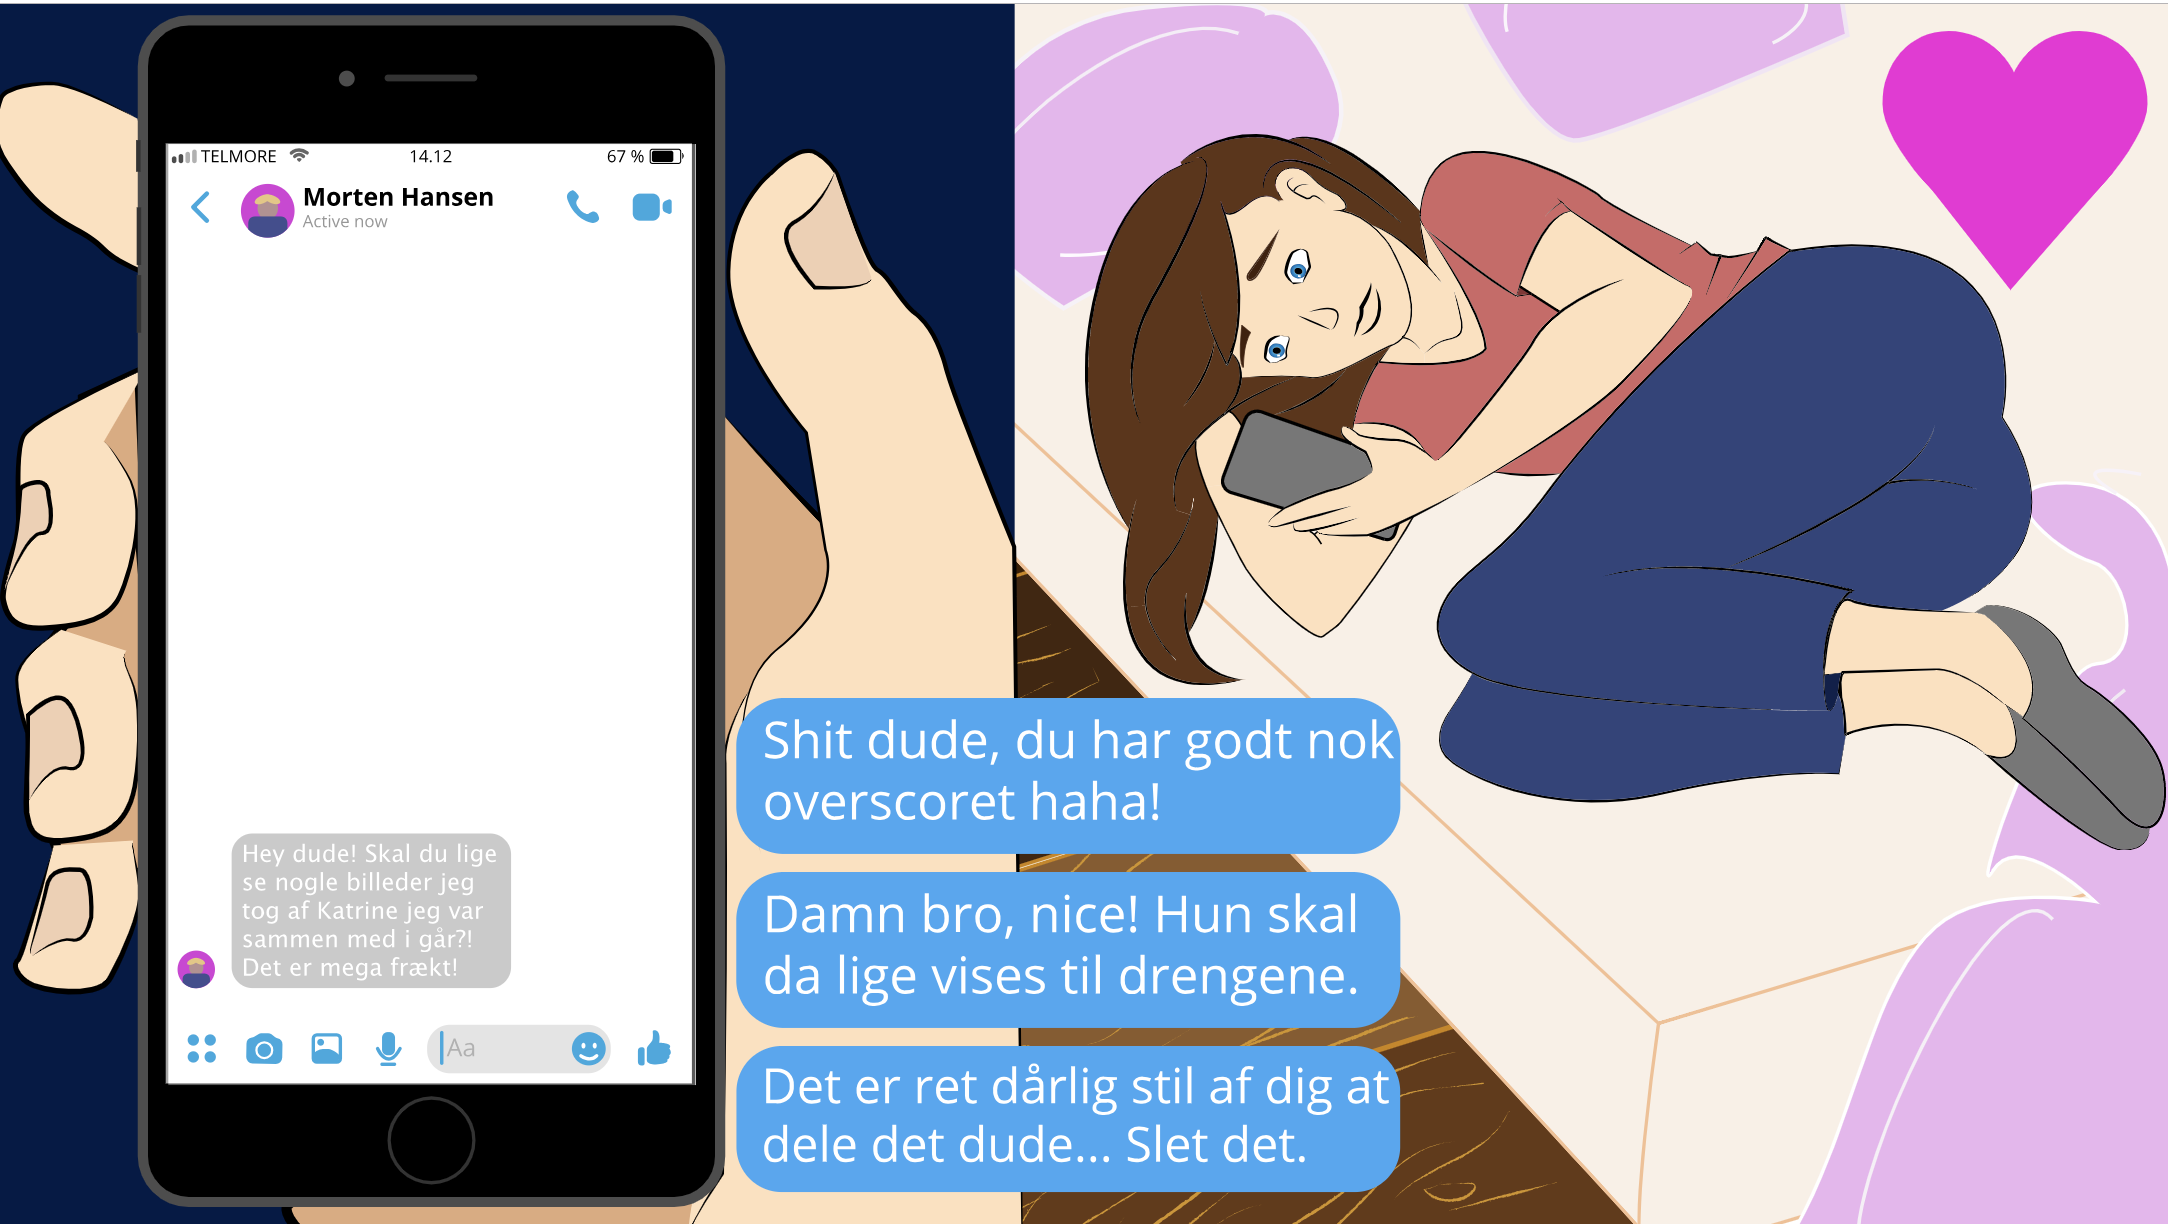 TELMORE 14.12 67 %
Morten Hansen
Active now
Hey dude! Skal du lige
se nogle billeder jeg
tog af Katrine jeg var
sammen med i går?!
Det er mega frækt!
Aa
Shit dude, du har godt nok
overscoret haha!
Damn bro, nice! Hun skal
da lige vises til drengene.
Det er ret dårlig stil af dig at
dele det dude... Slet det.